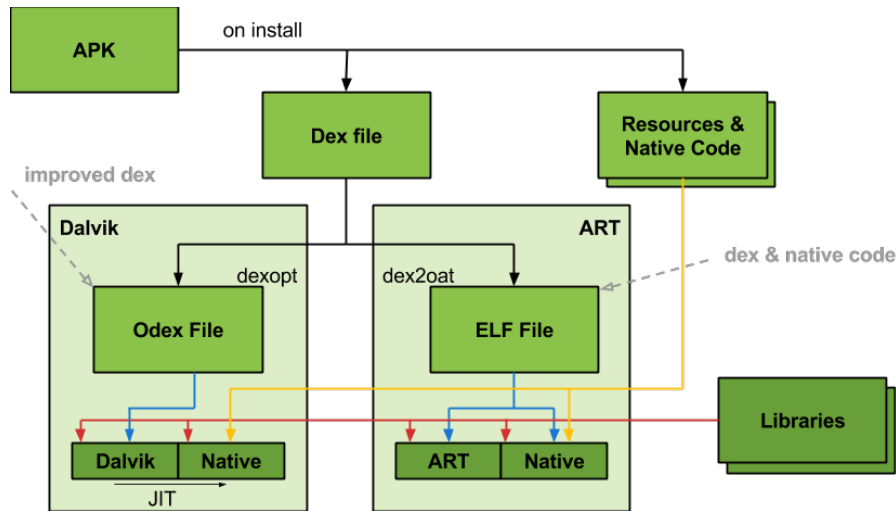 on install
APK
Dex file
Resources &
Native Code
improved dex
Dalvik
ART
dexopt
dex2oat
dex & native code
Odex File
ELF File
Libraries
Dalvik
Native
ART
Native
JIT